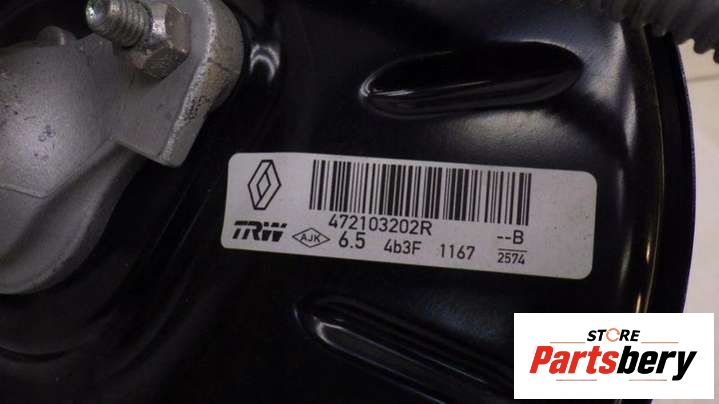 472103202R
TRW AJK 6.5 4b3F 1167 --B
2574
STORE
Partsbery